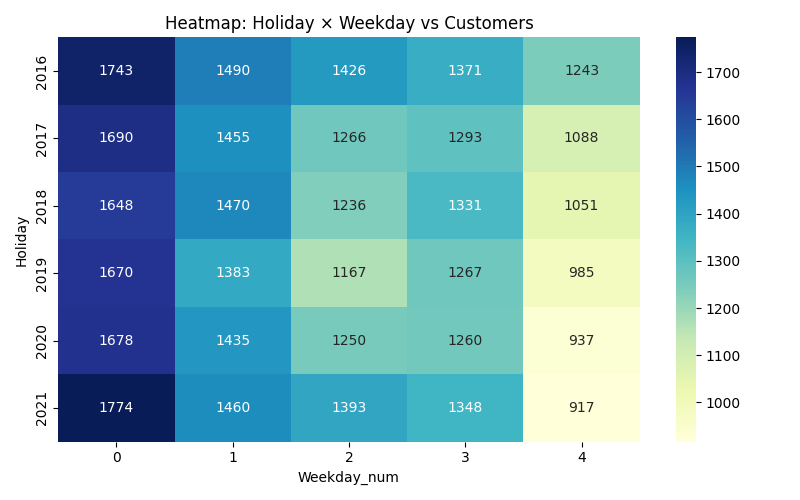 Heatmap: Holiday × Weekday vs Customers
Holiday
2016 1743 1490 1426 1371 1243
2017 1690 1455 1266 1293 1088
2018 1648 1470 1236 1331 1051
2019 1670 1383 1167 1267 985
2020 1678 1435 1250 1260 937
2021 1774 1460 1393 1348 917
0 1 2 3 4
Weekday_num
1700
1600
1500
1400
1300
1200
1100
1000